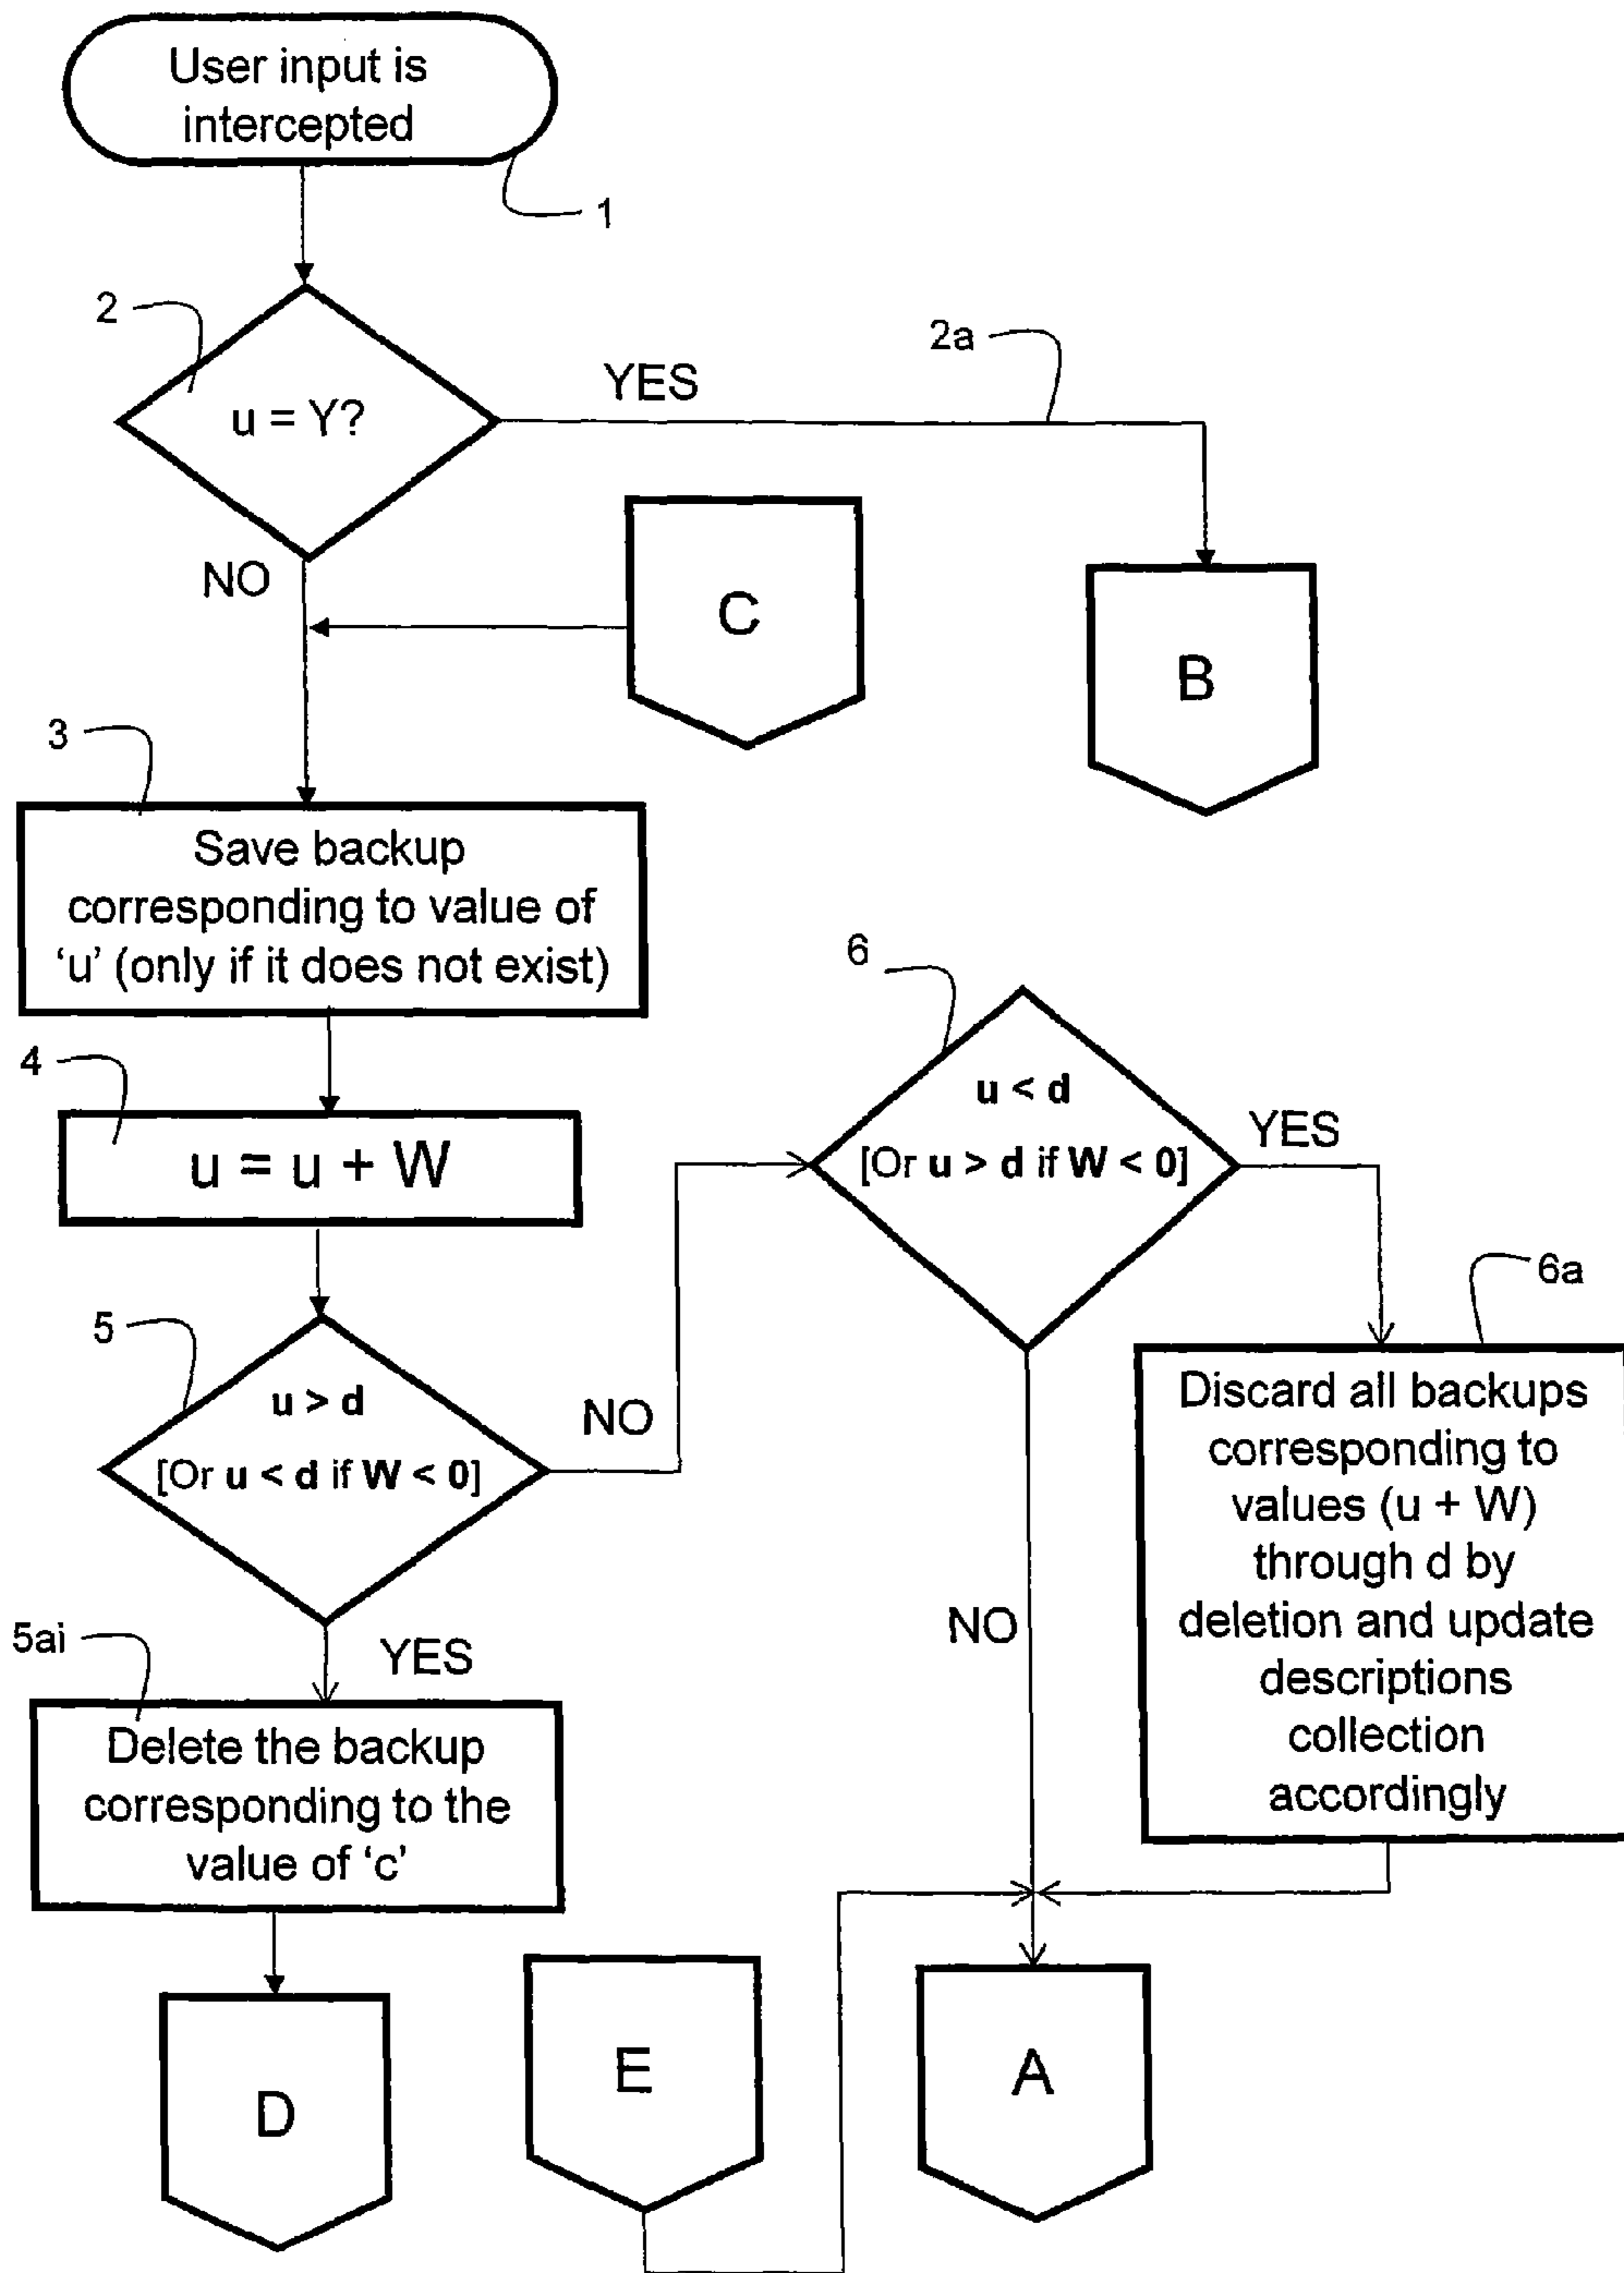 User input is
intercepted
1
2
u = Y?
YES
2a
NO
C
B
3
Save backup
corresponding to value of
‘u’ (only if it does not exist)
4
u = u + W
5
u > d
[Or u < d if W < 0]
NO
6
u < d
[Or u > d if W < 0]
YES
6a
Discard all backups
corresponding to
values (u + W)
through d by
deletion and update
descriptions
collection
accordingly
NO
5ai
YES
Delete the backup
corresponding to the
value of ‘c’
D
E
A